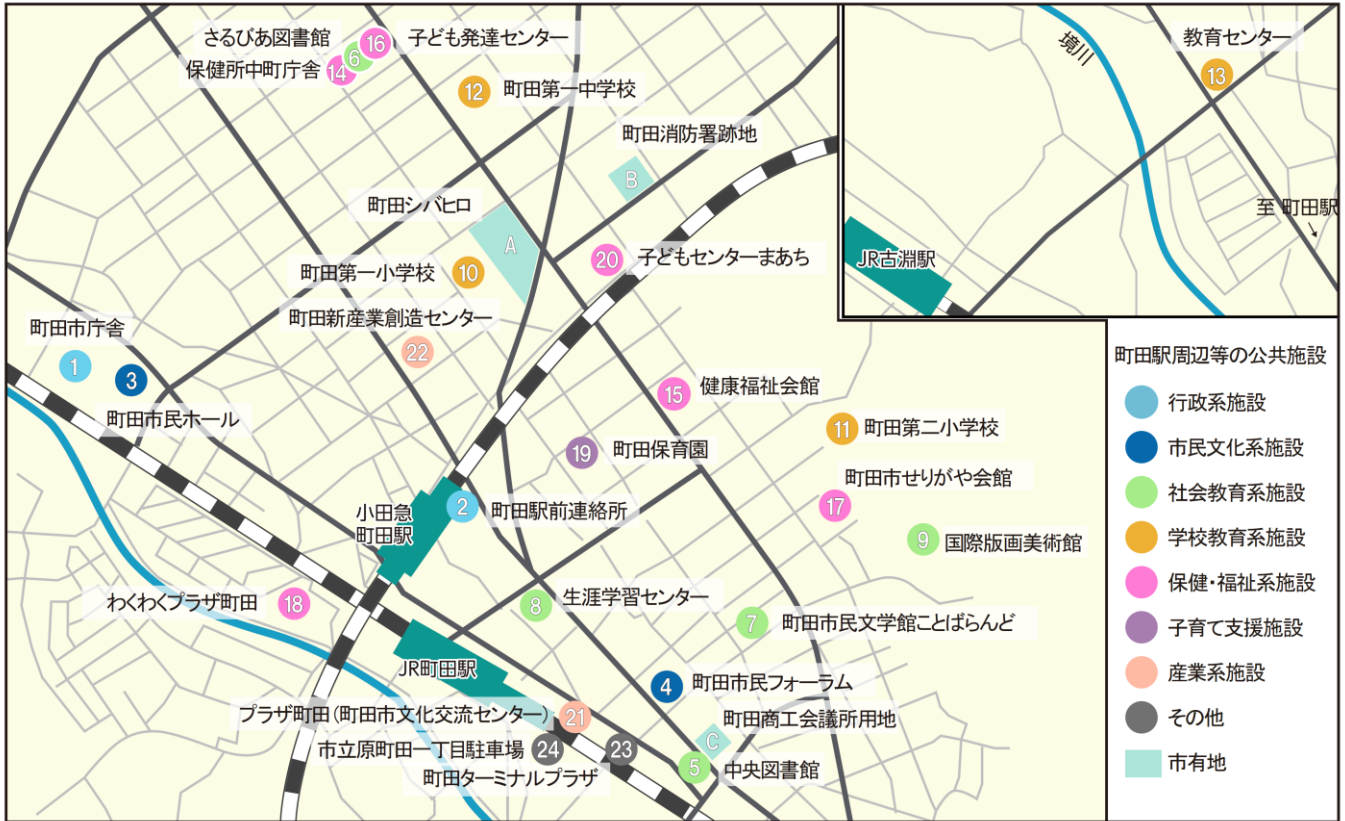 さるびあ図書館
6
16
子ども発達センター
保健所中町庁舎
14
12
町田第一中学校
町田消防署跡地
B
町田シバヒロ
A
町田第一小学校
10
20
子どもセンターまあち
町田新産業創造センター
22
町田市庁舎
1
3
町田市民ホール
15
健康福祉会館
11
町田第二小学校
19
町田保育園
町田市せりがや会館
17
小田急
町田駅
2
町田駅前連絡所
9
国際版画美術館
わくわくプラザ町田
18
8
生涯学習センター
7
町田市民文学館ことばらんど
JR町田駅
4
町田市民フォーラム
プラザ町田(町田市文化交流センター)
21
町田商工会議所用地
C
市立原町田一丁目駐車場
24
23
町田ターミナルプラザ
5
中央図書館
境川
教育センター
13
至 町田駅
JR古淵駅
町田駅周辺等の公共施設
行政系施設
市民文化系施設
社会教育系施設
学校教育系施設
保健・福祉系施設
子育て支援施設
産業系施設
その他
市有地